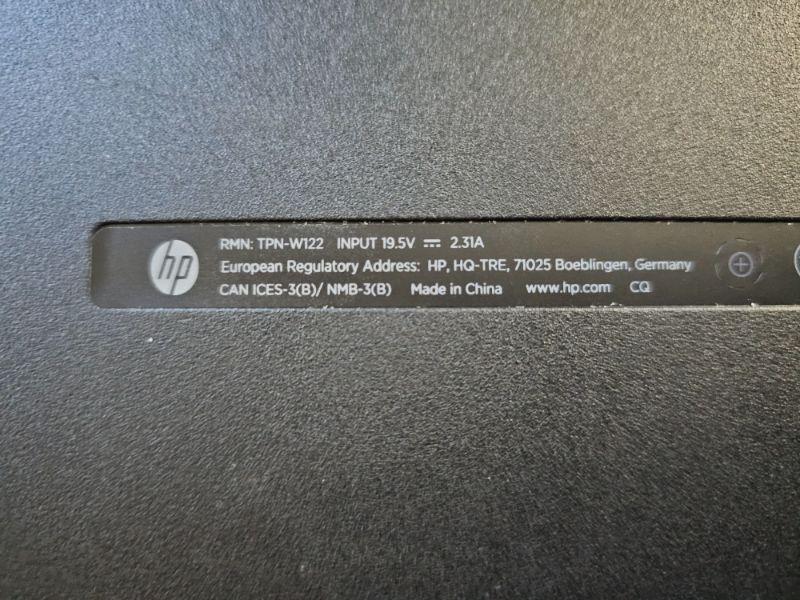 hp
RMN: TPN-W122 INPUT 19.5V ⎓ 2.31A
European Regulatory Address: HP, HQ-TRE, 71025 Boeblingen, Germany
CAN ICES-3(B)/ NMB-3(B) Made in China www.hp.com CQ